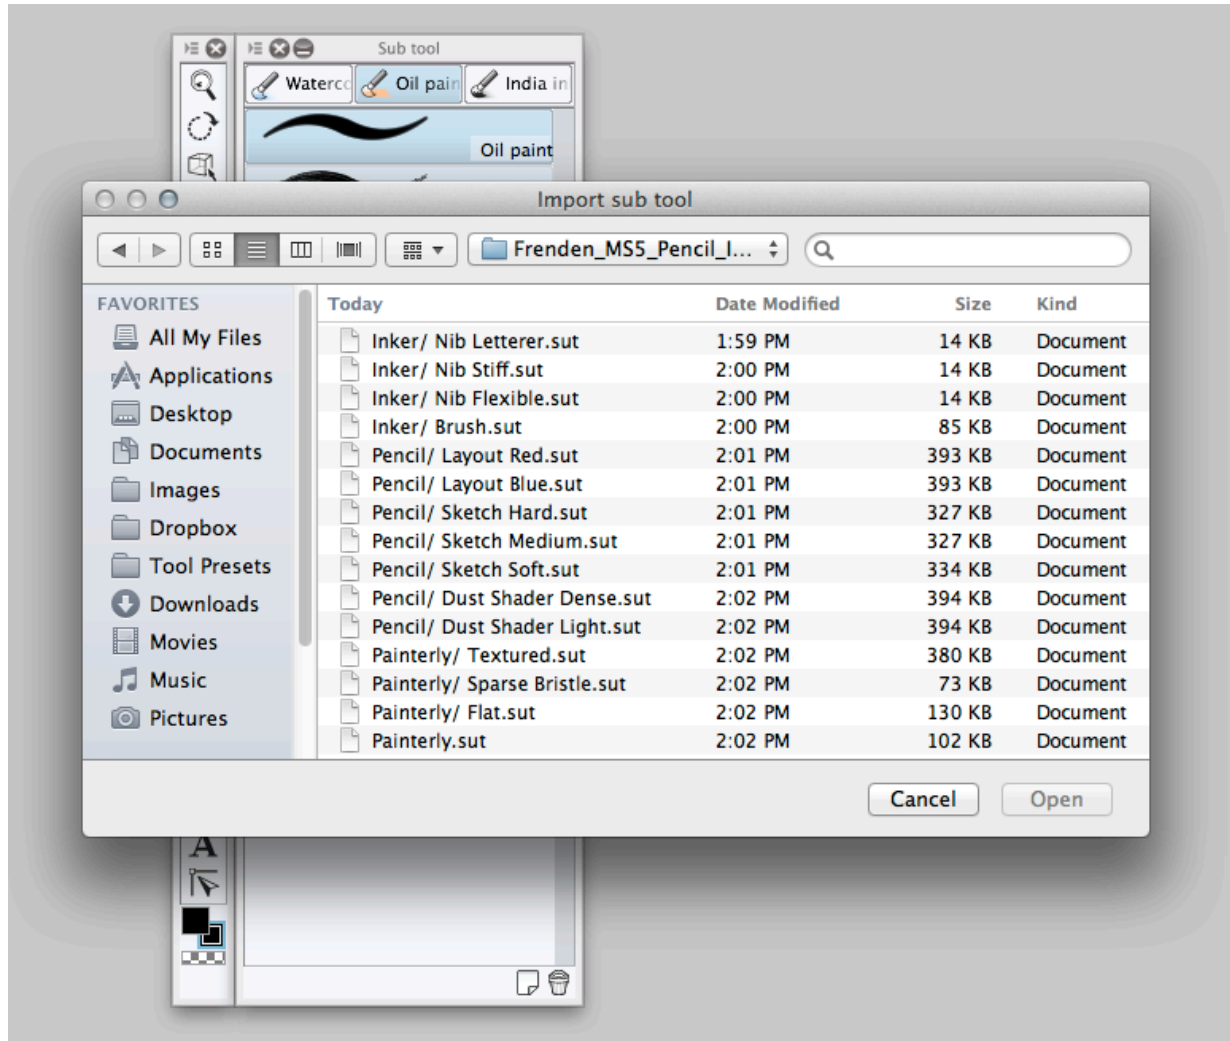 Sub tool
Waterco Oil pain India in
Oil paint
Import sub tool
Frenden_MS5_Pencil_I...
FAVORITES
All My Files
Applications
Desktop
Documents
Images
Dropbox
Tool Presets
Downloads
Movies
Music
Pictures
Today Date Modified Size Kind
Inker/ Nib Letterer.sut 1:59 PM 14 KB Document
Inker/ Nib Stiff.sut 2:00 PM 14 KB Document
Inker/ Nib Flexible.sut 2:00 PM 14 KB Document
Inker/ Brush.sut 2:00 PM 85 KB Document
Pencil/ Layout Red.sut 2:01 PM 393 KB Document
Pencil/ Layout Blue.sut 2:01 PM 393 KB Document
Pencil/ Sketch Hard.sut 2:01 PM 327 KB Document
Pencil/ Sketch Medium.sut 2:01 PM 327 KB Document
Pencil/ Sketch Soft.sut 2:01 PM 334 KB Document
Pencil/ Dust Shader Dense.sut 2:02 PM 394 KB Document
Pencil/ Dust Shader Light.sut 2:02 PM 394 KB Document
Painterly/ Textured.sut 2:02 PM 380 KB Document
Painterly/ Sparse Bristle.sut 2:02 PM 73 KB Document
Painterly/ Flat.sut 2:02 PM 130 KB Document
Painterly.sut 2:02 PM 102 KB Document
Cancel Open
A